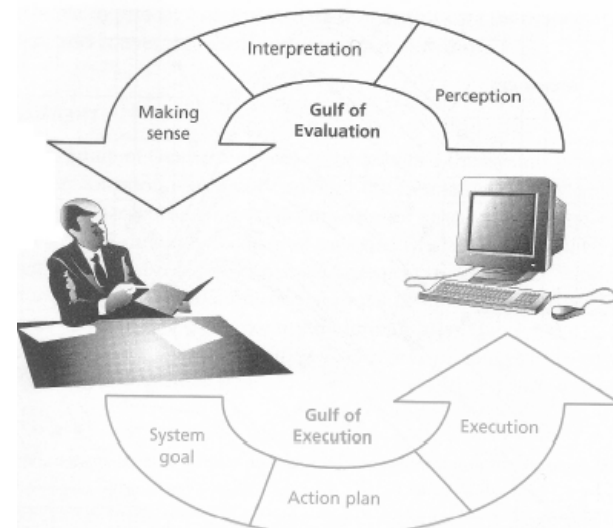 Interpretation
Perception
Making
sense
Gulf of
Evaluation
Gulf of
Execution
System
goal
Execution
Action plan